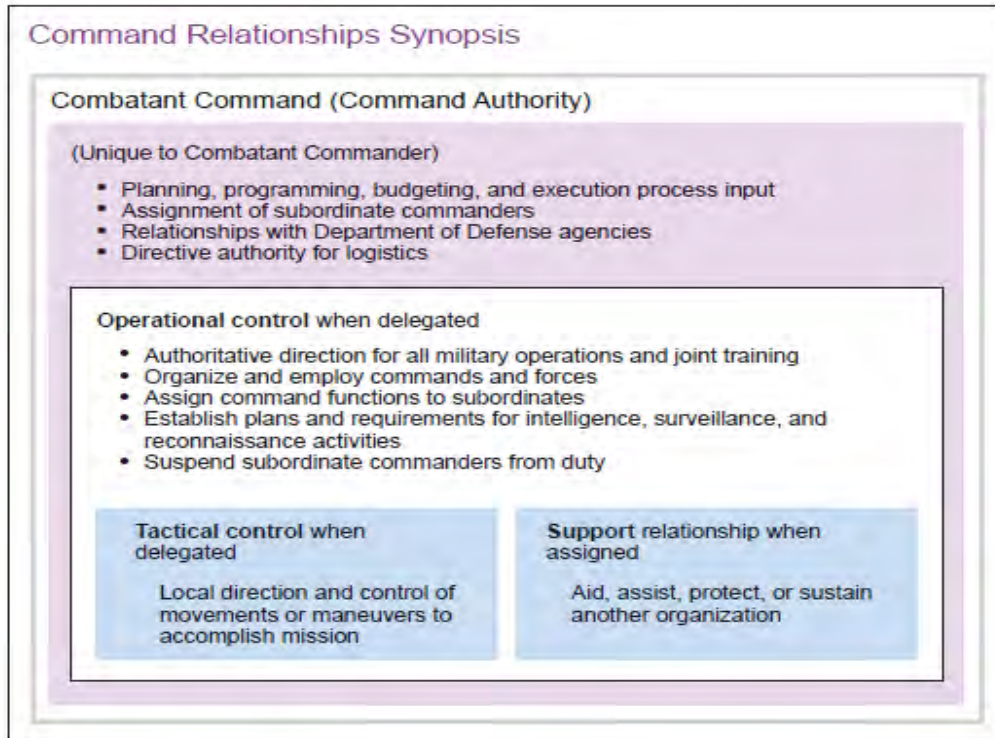 Command Relationships Synopsis
Combatant Command (Command Authority)
(Unique to Combatant Commander)
• Planning, programming, budgeting, and execution process input
• Assignment of subordinate commanders
• Relationships with Department of Defense agencies
• Directive authority for logistics
Operational control when delegated
• Authoritative direction for all military operations and joint training
• Organize and employ commands and forces
• Assign command functions to subordinates
• Establish plans and requirements for intelligence, surveillance, and
reconnaissance activities
• Suspend subordinate commanders from duty
Tactical control when
delegated
Local direction and control of
movements or maneuvers to
accomplish mission
Support relationship when
assigned
Aid, assist, protect, or sustain
another organization